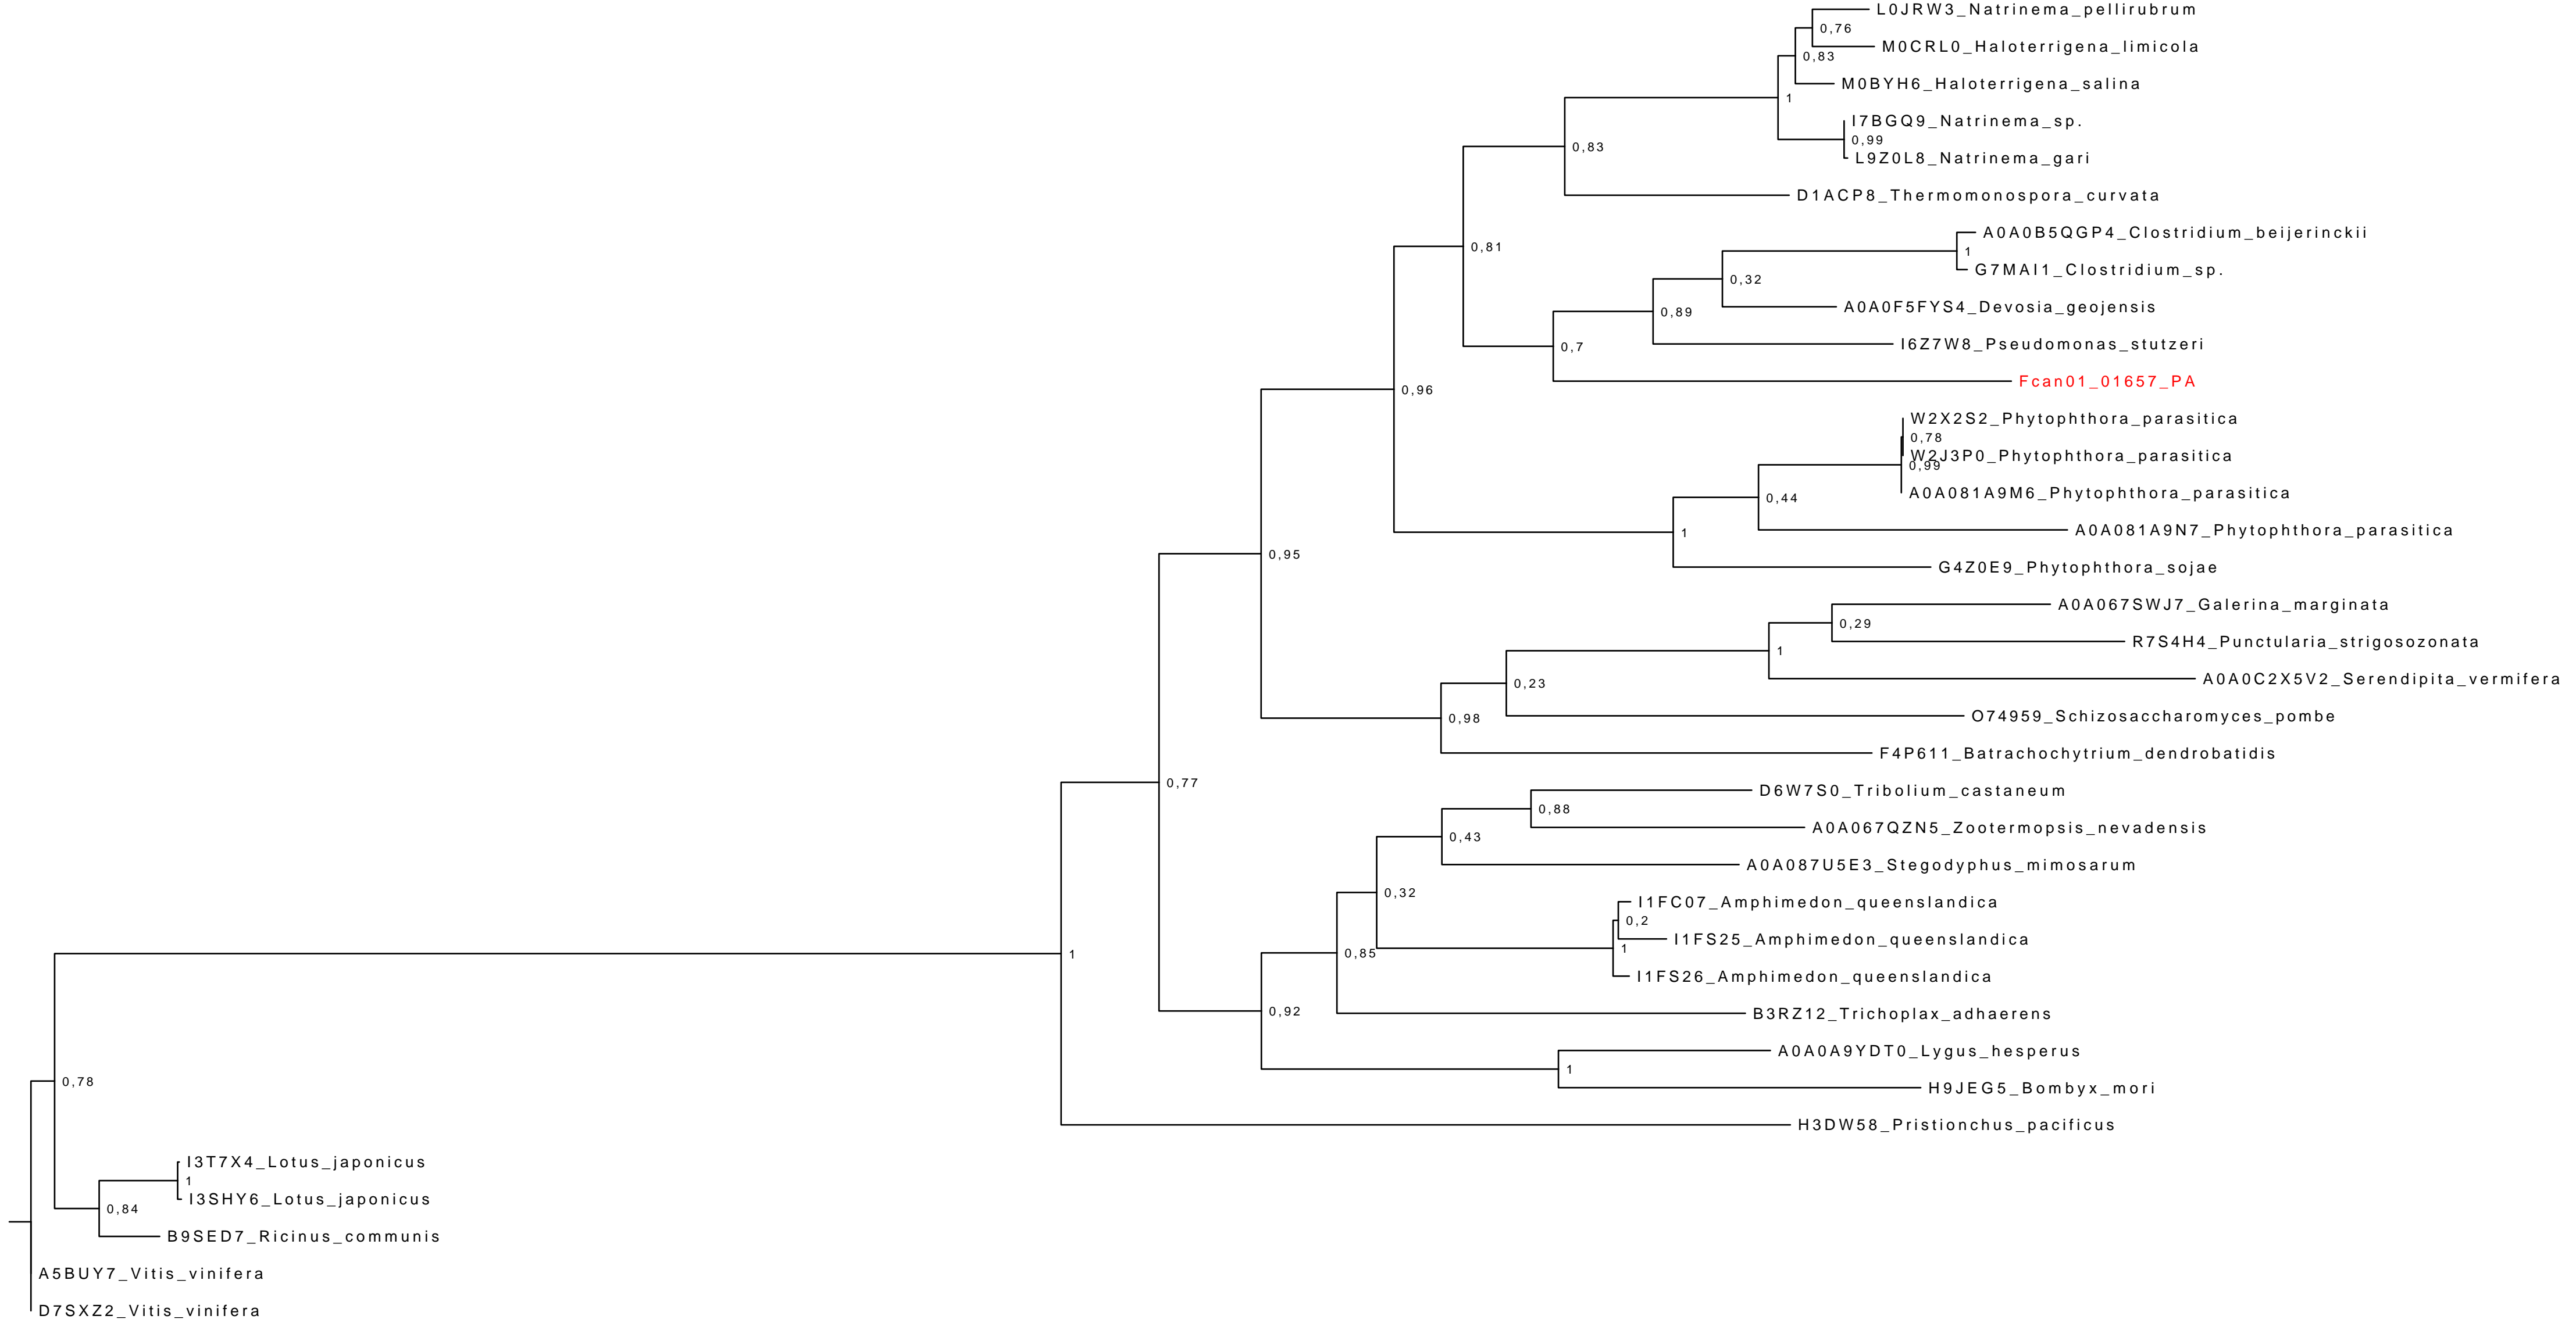 L0JRW3_Natrinema_pellirubrum
0,76
M0CRL0_Haloterrigena_limicola
0,83
M0BYH6_Haloterrigena_salina
1
I7BGQ9_Natrinema_sp.
0,99
0,83
L9Z0L8_Natrinema_gari
D1ACP8_Thermomonospora_curvata
A0A0B5QGP4_Clostridium_beijerinckii
0,81
1
G7MAI1_Clostridium_sp.
0,32
A0A0F5FYS4_Devosia_geojensis
0,89
I6Z7W8_Pseudomonas_stutzeri
0,7
Fcan01_01657_PA
0,96
W2X2S2_Phytophthora_parasitica
0,78
W2J3P0_Phytophthora_parasitica
0,99
A0A081A9M6_Phytophthora_parasitica
0,44
A0A081A9N7_Phytophthora_parasitica
1
0,95
G4Z0E9_Phytophthora_sojae
A0A067SWJ7_Galerina_marginata
0,29
R7S4H4_Punctularia_strigosozonata
1
A0A0C2X5V2_Serendipita_vermifera
0,23
O74959_Schizosaccharomyces_pombe
0,98
F4P611_Batrachochytrium_dendrobatidis
0,77
D6W7S0_Tribolium_castaneum
0,88
A0A067QZN5_Zootermopsis_nevadensis
0,43
A0A087U5E3_Stegodyphus_mimosarum
0,32
I1FC07_Amphimedon_queenslandica
0,2
I1FS25_Amphimedon_queenslandica
1
0,85
1
I1FS26_Amphimedon_queenslandica
0,92
B3RZ12_Trichoplax_adhaerens
A0A0A9YDT0_Lygus_hesperus
1
0,78
H9JEG5_Bombyx_mori
H3DW58_Pristionchus_pacificus
I3T7X4_Lotus_japonicus
1
I3SHY6_Lotus_japonicus
0,84
B9SED7_Ricinus_communis
A5BUY7_Vitis_vinifera
D7SXZ2_Vitis_vinifera